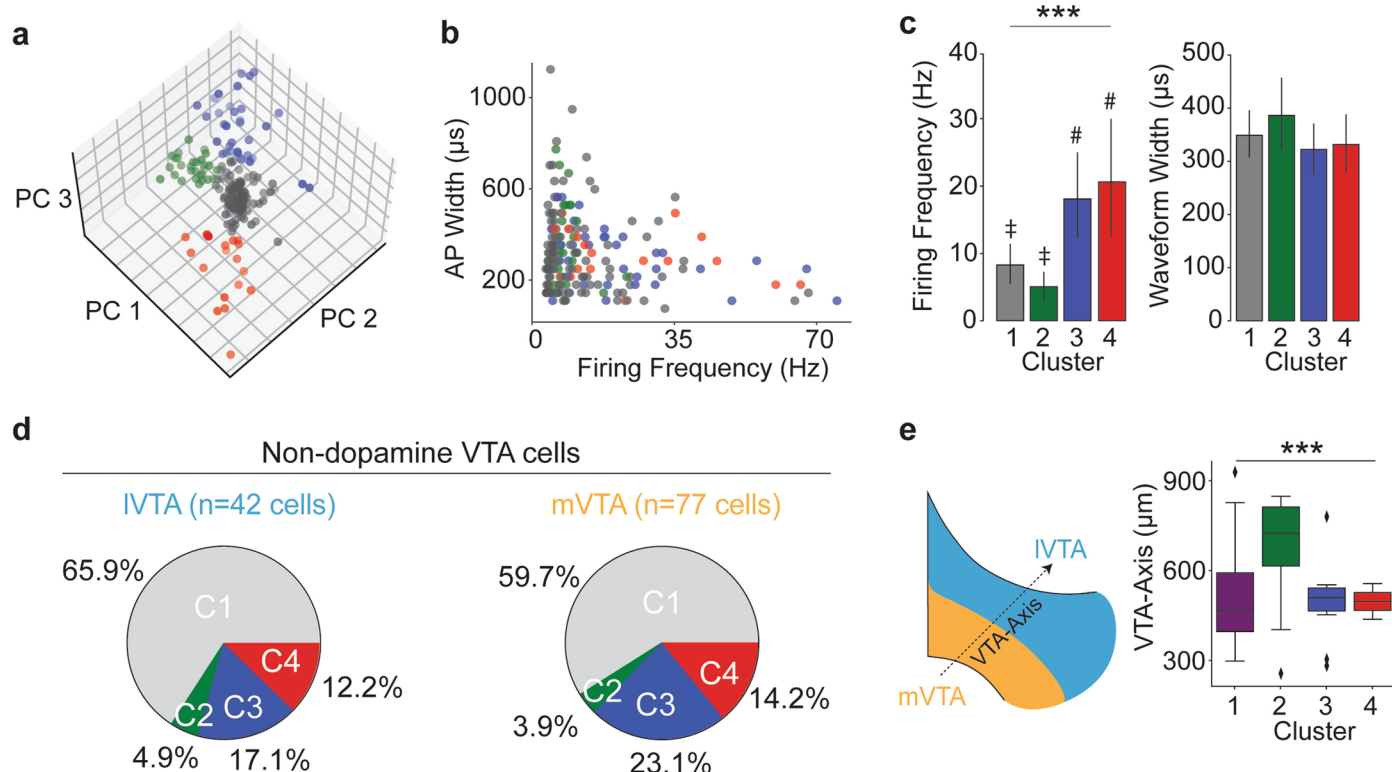 a
PC 3
PC 1
PC 2
b
AP Width (µs)
1000
600
200
0
35
70
Firing Frequency (Hz)
c
***
Firing Frequency (Hz)
40
30
20
10
0
‡
‡
#
#
1 2 3 4
Cluster
Waveform Width (µs)
500
400
300
200
100
0
1 2 3 4
Cluster
d
Non-dopamine VTA cells
lVTA (n=42 cells)
65.9%
C1
C4
C2 C3
12.2%
4.9% 17.1%
mVTA (n=77 cells)
59.7%
C1
C4
C2
C3
14.2%
3.9%
23.1%
e
lVTA
VTA-Axis
mVTA
***
VTA-Axis (µm)
900
600
300
1 2 3 4
Cluster